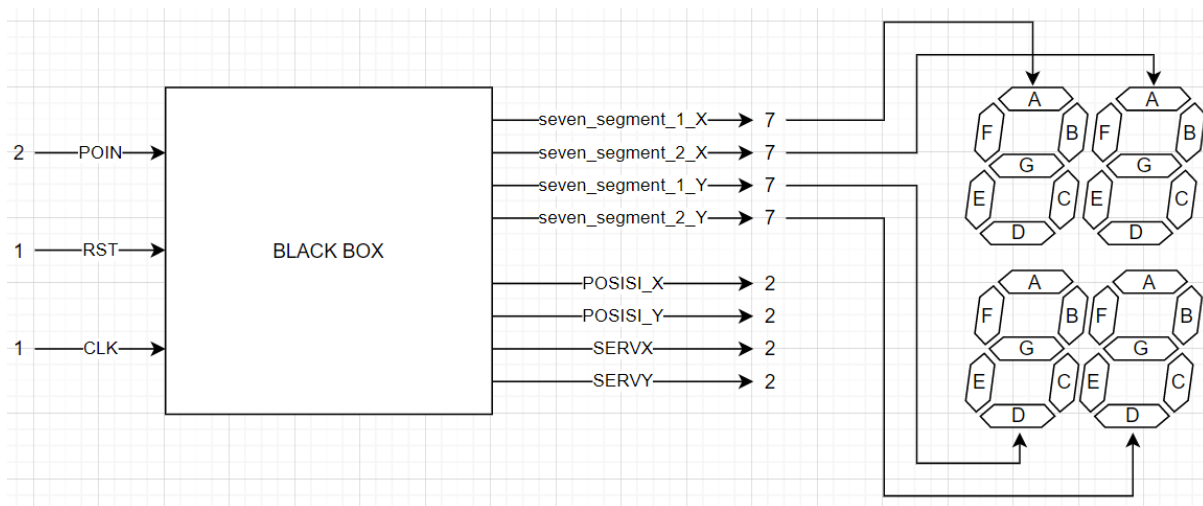 2 POIN
1 RST
1 CLK
BLACK BOX
seven_segment_1_X 7
seven_segment_2_X 7
seven_segment_1_Y 7
seven_segment_2_Y 7
POSISI_X 2
POSISI_Y 2
SERVX 2
SERVY 2
A A
F B F B
G G
E C E C
D D
A A
F B F B
G G
E C E C
D D